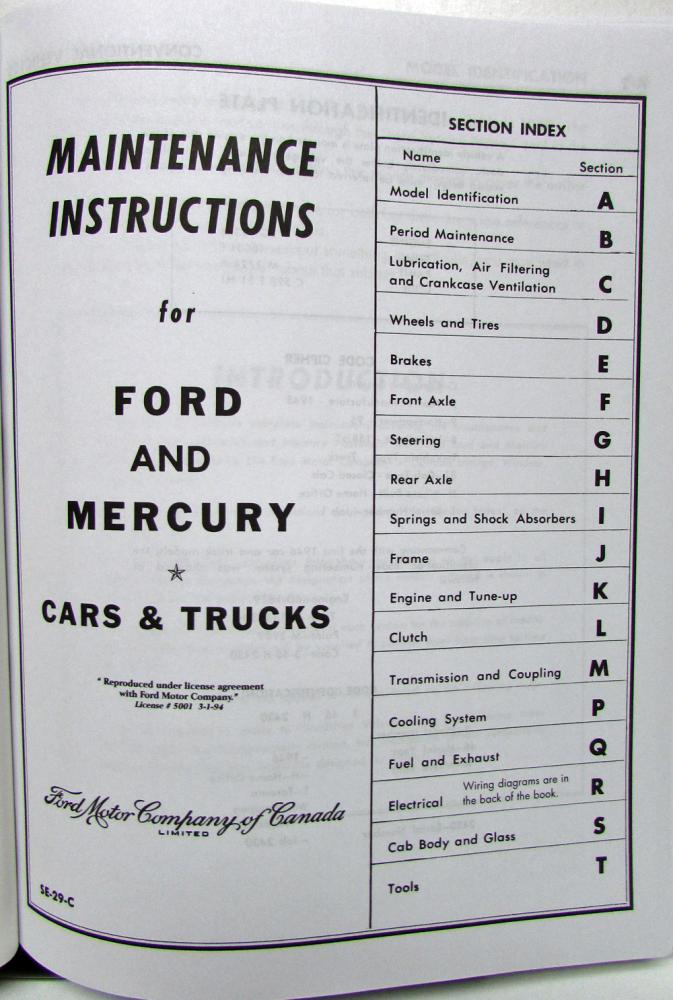 MAINTENANCE
INSTRUCTIONS
for
FORD
AND
MERCURY
CARS & TRUCKS
"Reproduced under license agreement
with Ford Motor Company."
License # 5001 3-1-94
Ford Motor Company of Canada
LIMITED
SE-29-C
SECTION INDEX
Name Section
Model Identification A
Period Maintenance B
Lubrication, Air Filtering
and Crankcase Ventilation C
Wheels and Tires D
Brakes E
Front Axle F
Steering G
Rear Axle H
Springs and Shock Absorbers I
Frame J
Engine and Tune-up K
Clutch L
Transmission and Coupling M
Cooling System P
Fuel and Exhaust Q
Electrical Wiring diagrams are in R
the back of the book.
Cab Body and Glass S
Tools T